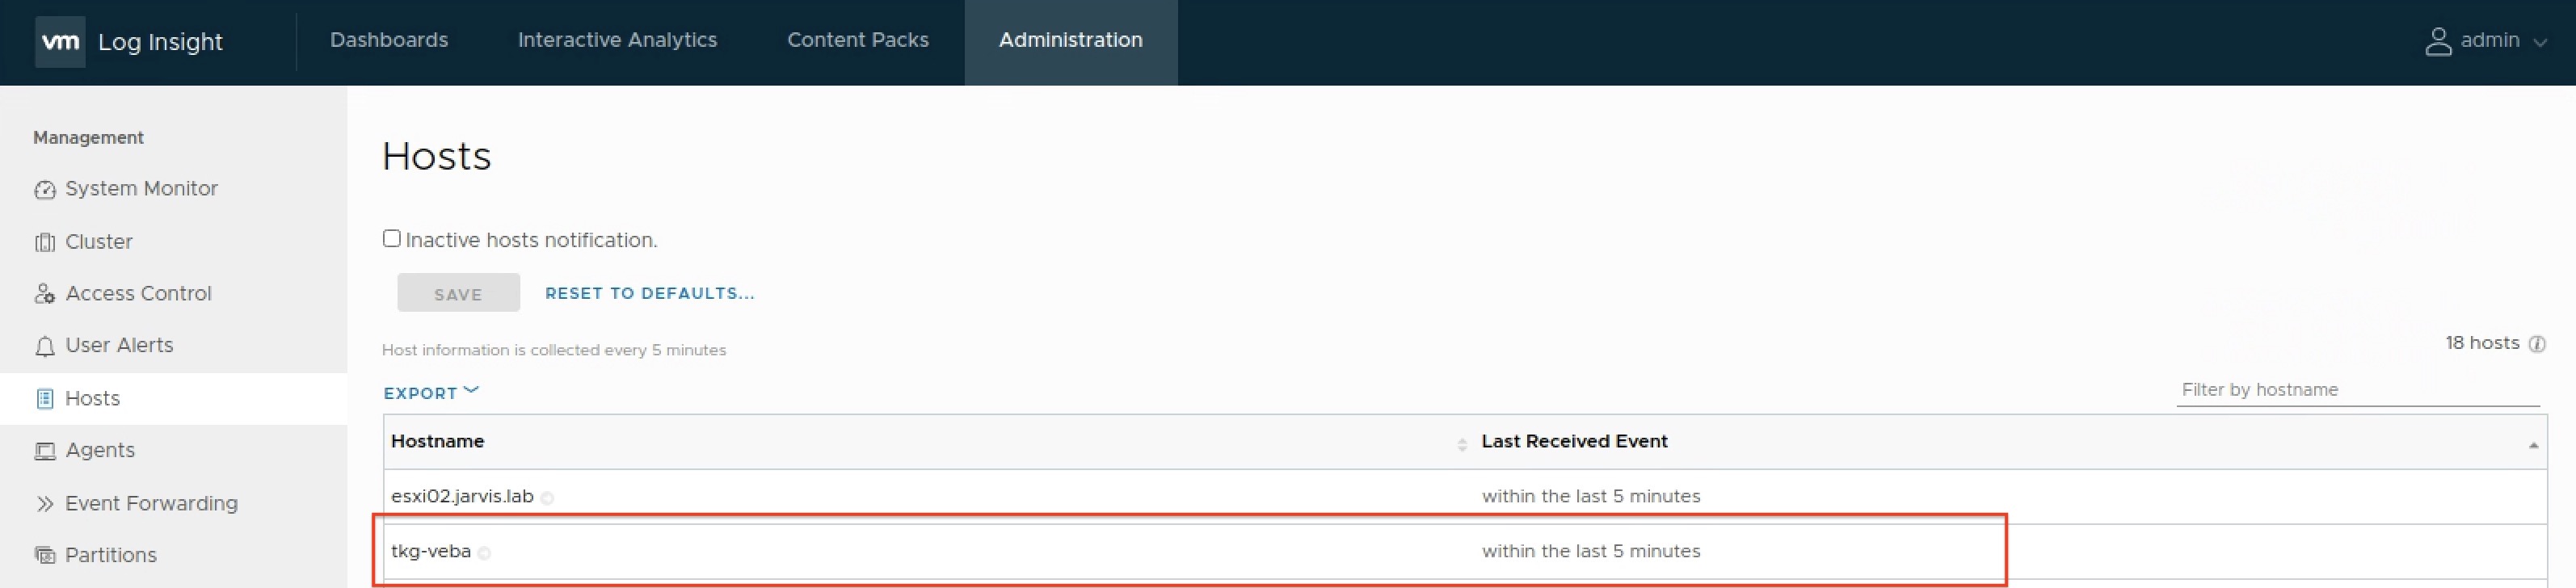 vm Log Insight Dashboards Interactive Analytics Content Packs Administration admin
Management
System Monitor
Cluster
Access Control
User Alerts
Hosts
Agents
Event Forwarding
Partitions
Hosts
Inactive hosts notification.
SAVE RESET TO DEFAULTS...
Host information is collected every 5 minutes
18 hosts
EXPORT
Filter by hostname
Hostname Last Received Event
esxi02.jarvis.lab within the last 5 minutes
tkg-veba within the last 5 minutes